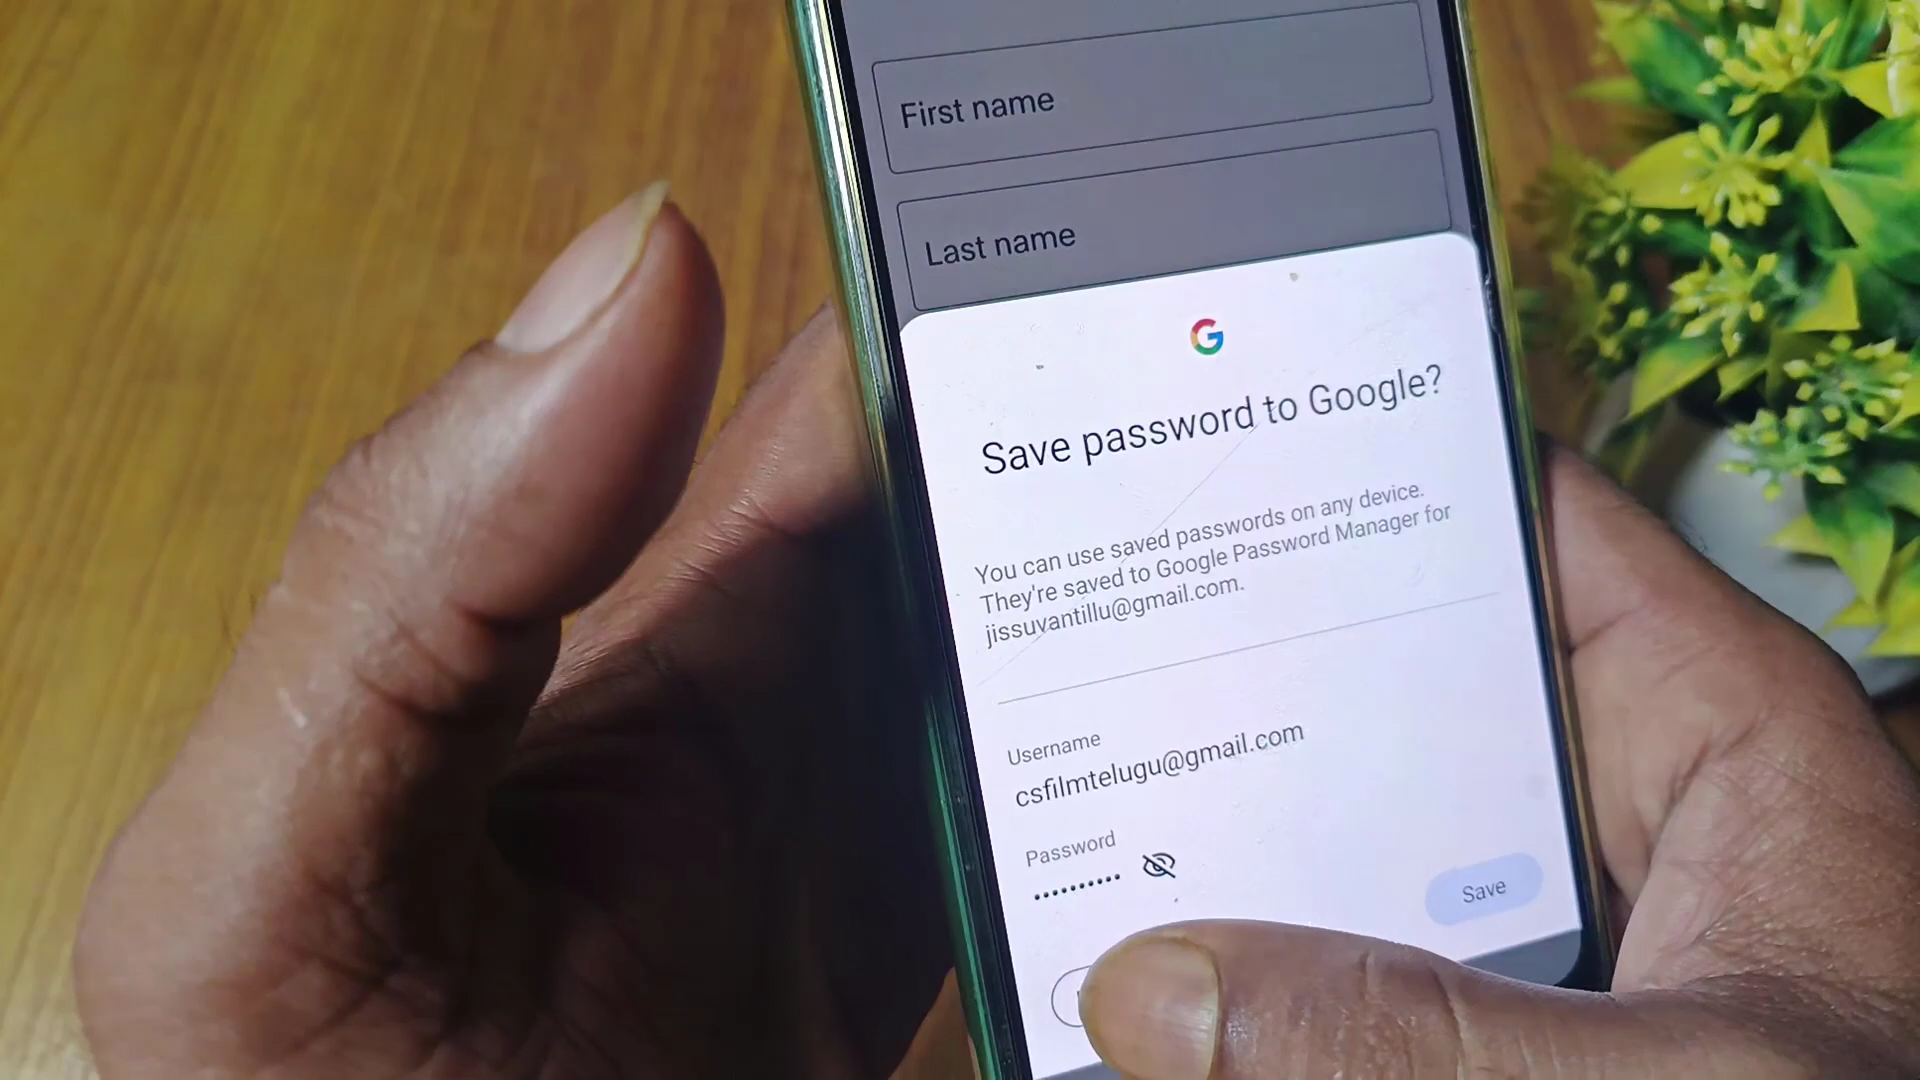 First name
Last name
Save password to Google?
You can use saved passwords on any device.
They're saved to Google Password Manager for
jissuvantillu@gmail.com.
Username
csfilmtelugu@gmail.com
Password
••••••••••
Save